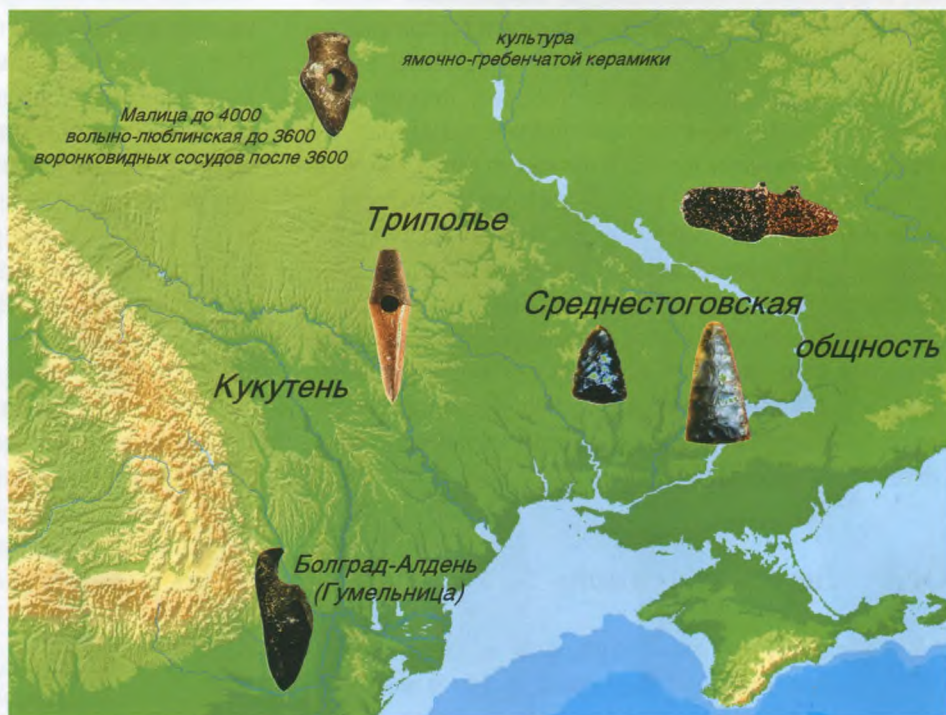 культура
ямочно-гребенчатой керамики
Малица до 4000
волыно-люблинская до 3600
воронковидных сосудов после 3600
Триполье
Среднестоговская
общность
Кукутень
Болград-Алдень
(Гумельница)